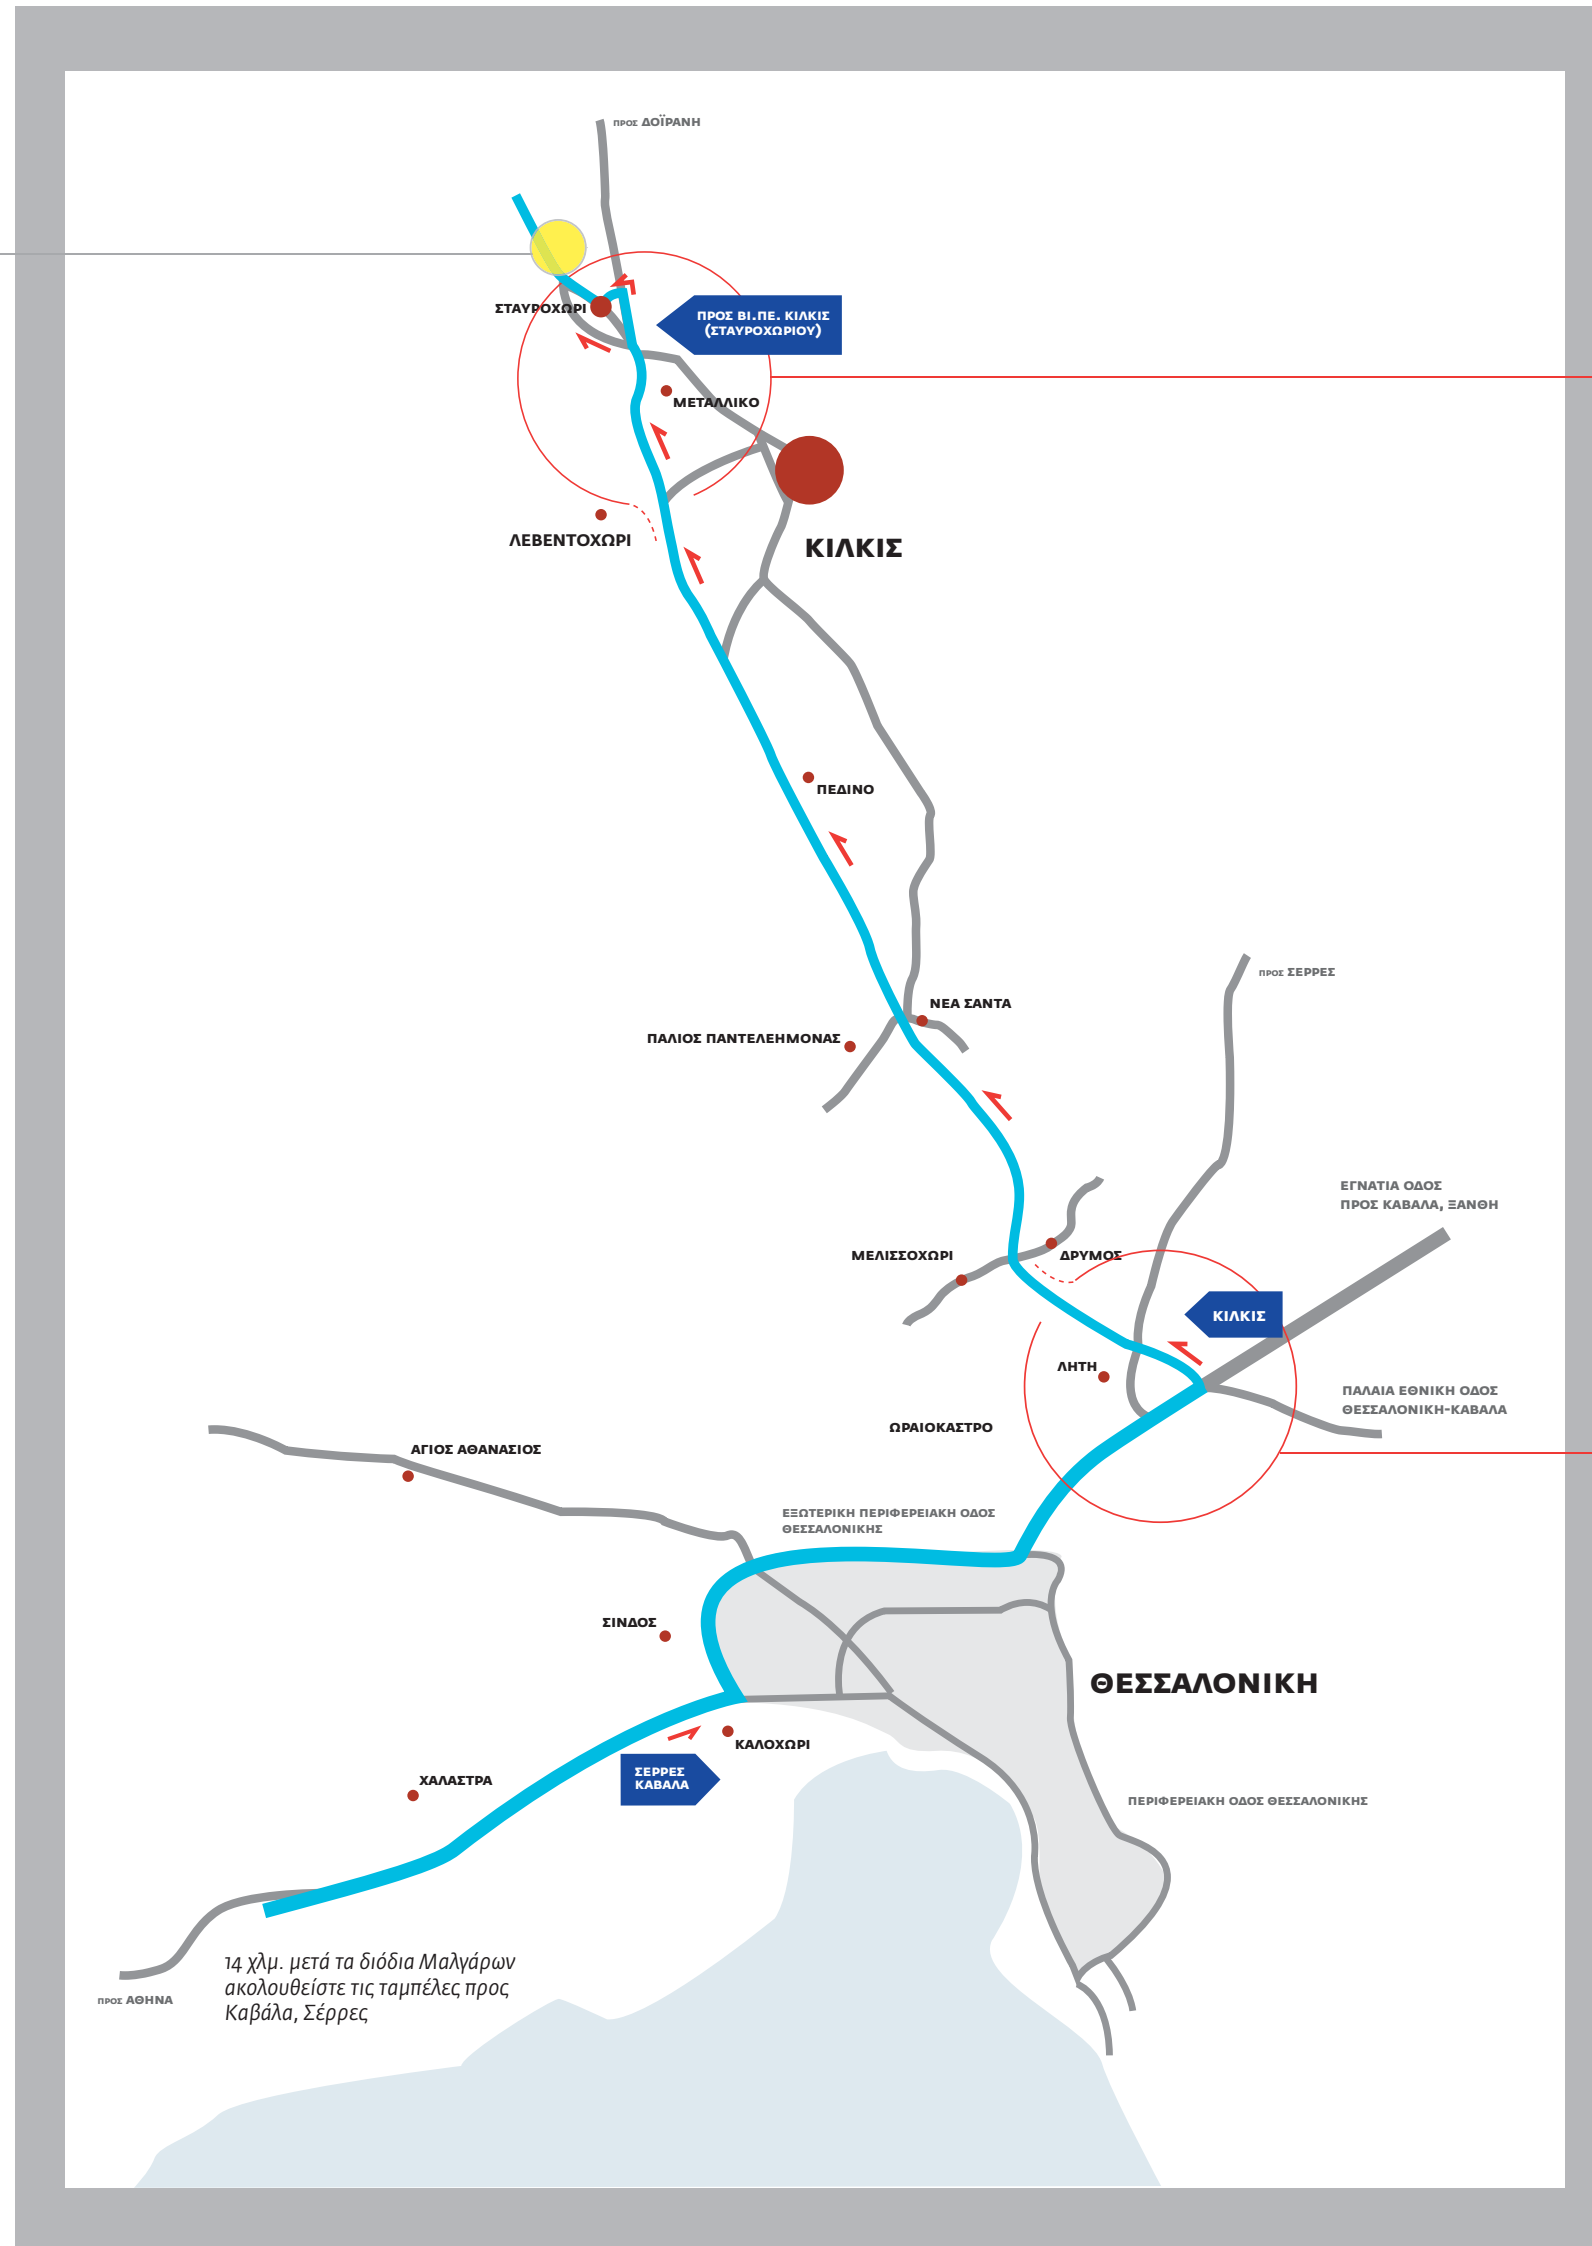 ΠΡΟΣ ΔΟΪΡΑΝΗ
ΣΤΑΥΡΟΧΩΡΙ
ΠΡΟΣ ΒΙ.ΠΕ. ΚΙΛΚΙΣ
(ΣΤΑΥΡΟΧΩΡΙΟΥ)
ΜΕΤΑΛΛΙΚΟ
ΛΕΒΕΝΤΟΧΩΡΙ
ΚΙΛΚΙΣ
ΠΕΔΙΝΟ
ΠΡΟΣ ΣΕΡΡΕΣ
ΝΕΑ ΣΑΝΤΑ
ΠΑΛΙΟΣ ΠΑΝΤΕΛΕΗΜΟΝΑΣ
ΕΓΝΑΤΙΑ ΟΔΟΣ
ΠΡΟΣ ΚΑΒΑΛΑ, ΞΑΝΘΗ
ΜΕΛΙΣΣΟΧΩΡΙ
ΔΡΥΜΟΣ
ΚΙΛΚΙΣ
ΛΗΤΗ
ΠΑΛΑΙΑ ΕΘΝΙΚΗ ΟΔΟΣ
ΘΕΣΣΑΛΟΝΙΚΗ-ΚΑΒΑΛΑ
ΩΡΑΙΟΚΑΣΤΡΟ
ΑΓΙΟΣ ΑΘΑΝΑΣΙΟΣ
ΕΞΩΤΕΡΙΚΗ ΠΕΡΙΦΕΡΕΙΑΚΗ ΟΔΟΣ
ΘΕΣΣΑΛΟΝΙΚΗΣ
ΣΙΝΔΟΣ
ΘΕΣΣΑΛΟΝΙΚΗ
ΚΑΛΟΧΩΡΙ
ΣΕΡΡΕΣ
ΚΑΒΑΛΑ
ΧΑΛΑΣΤΡΑ
ΠΕΡΙΦΕΡΕΙΑΚΗ ΟΔΟΣ ΘΕΣΣΑΛΟΝΙΚΗΣ
14 χλμ. μετά τα διόδια Μαλγάρων
ακολουθείστε τις ταμπέλες προς
Καβάλα, Σέρρες
ΠΡΟΣ ΑΘΗΝΑ